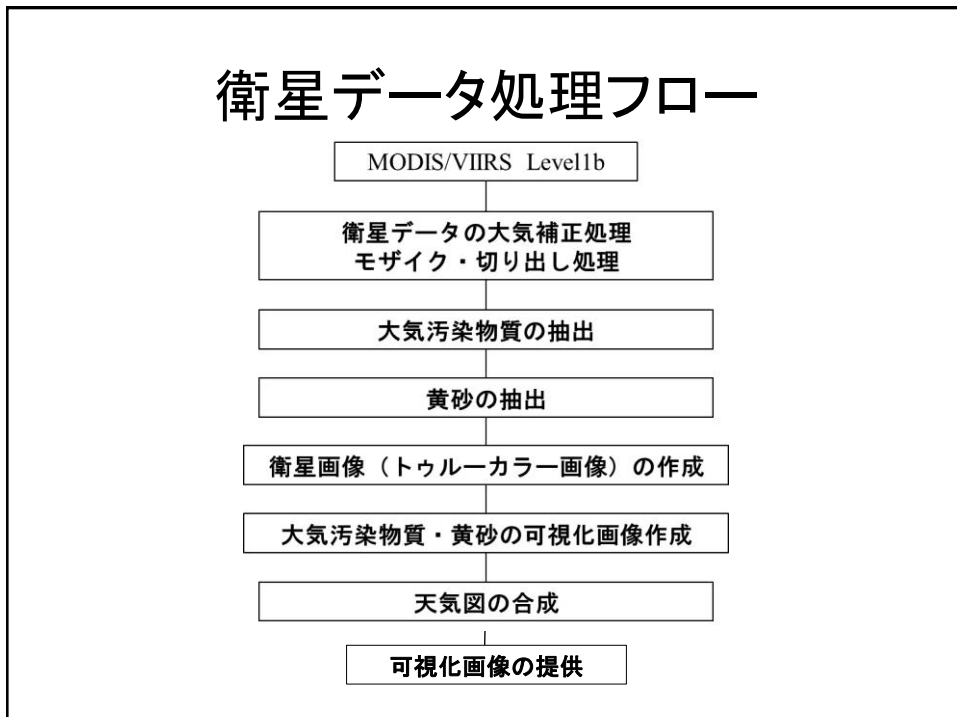 衛星データ処理フロー
MODIS/VIIRS Level1b
衛星データの大気補正処理
モザイク・切り出し処理
大気汚染物質の抽出
黄砂の抽出
衛星画像（トゥルーカラー画像）の作成
大気汚染物質・黄砂の可視化画像作成
天気図の合成
可視化画像の提供